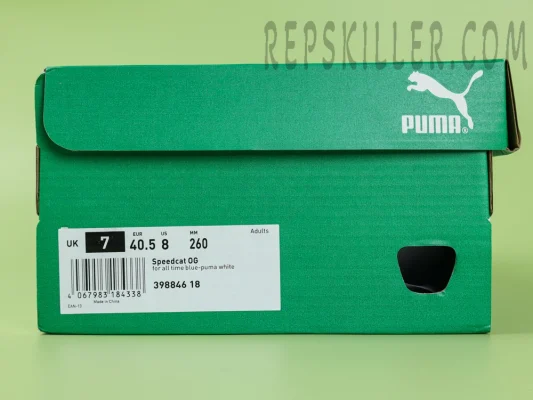 REPSKILLER.COM
PUMA®
UK 7 EUR 40.5 US 8 MM 260 Adults
Speedcat OG
for all time blue-puma white
398846 18
4 067983 184338
Made in China